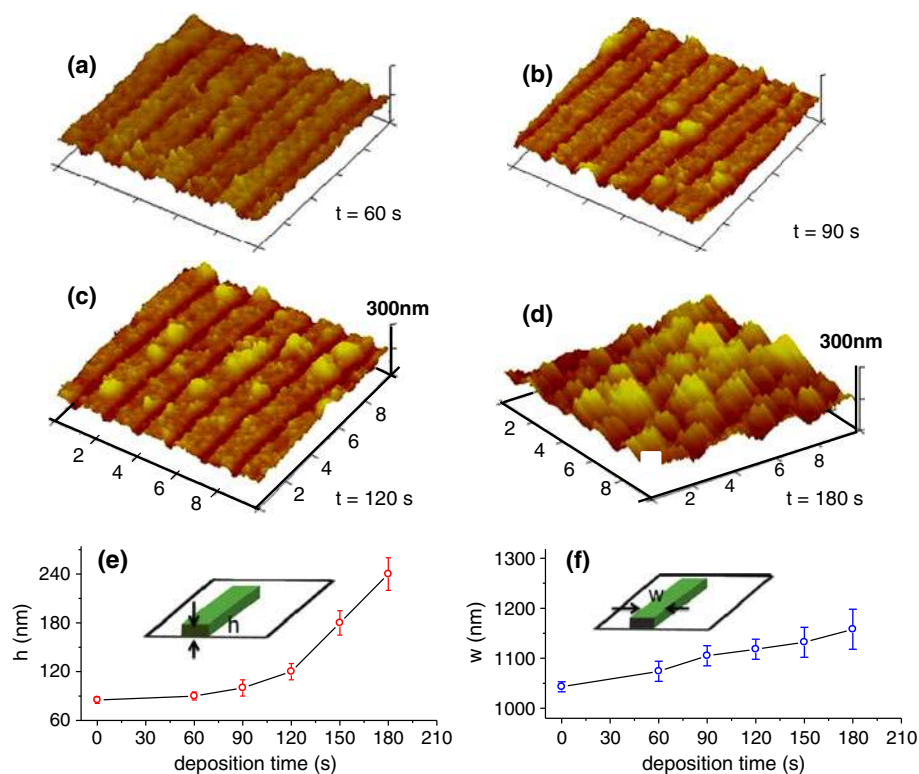 (a)
t = 60 s
(b)
t = 90 s
(c)
300nm
2
4
6
8
2
4
6
8
t = 120 s
(d)
300nm
2
4
6
8
2
4
6
8
t = 180 s
(e)
h (nm)
240
180
120
60
h
0 30 60 90 120 150 180 210
deposition time (s)
(f)
w (nm)
1300
1200
1100
1000
w
0 30 60 90 120 150 180 210
deposition time (s)